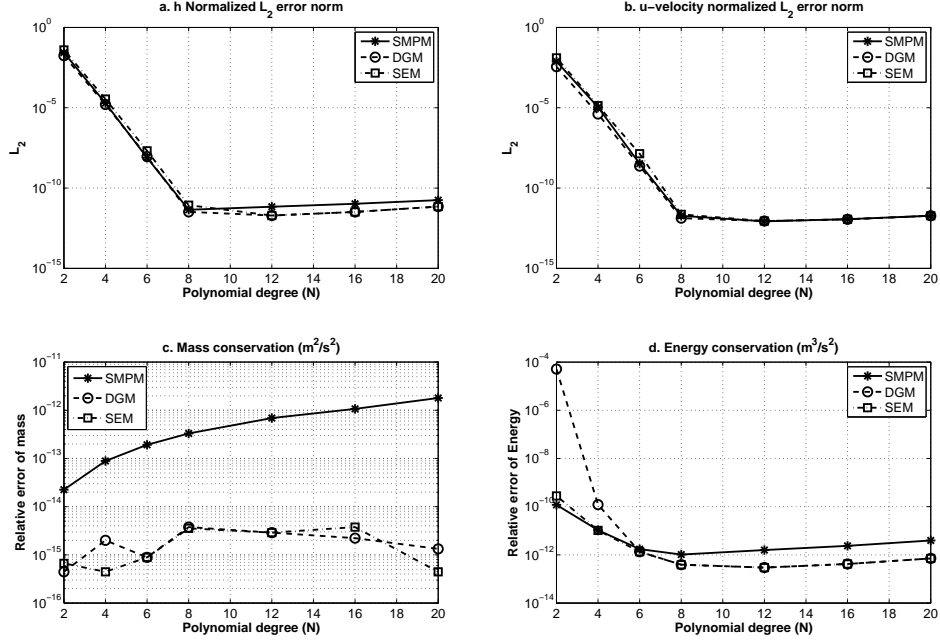 a. h Normalized L2 error norm
10^0
10^−5
10^−10
10^−15
L2
SMPM
DGM
SEM
2 4 6 8 10 12 14 16 18 20
Polynomial degree (N)
b. u−velocity normalized L2 error norm
10^0
10^−5
10^−10
10^−15
L2
SMPM
DGM
SEM
2 4 6 8 10 12 14 16 18 20
Polynomial degree (N)
c. Mass conservation (m^2/s^2)
10^−11
10^−12
10^−13
10^−14
10^−15
10^−16
Relative error of mass
SMPM
DGM
SEM
2 4 6 8 10 12 14 16 18 20
Polynomial degree (N)
d. Energy conservation (m^3/s^2)
10^−4
10^−6
10^−8
10^−10
10^−12
10^−14
Relative error of Energy
SMPM
DGM
SEM
2 4 6 8 10 12 14 16 18 20
Polynomial degree (N)